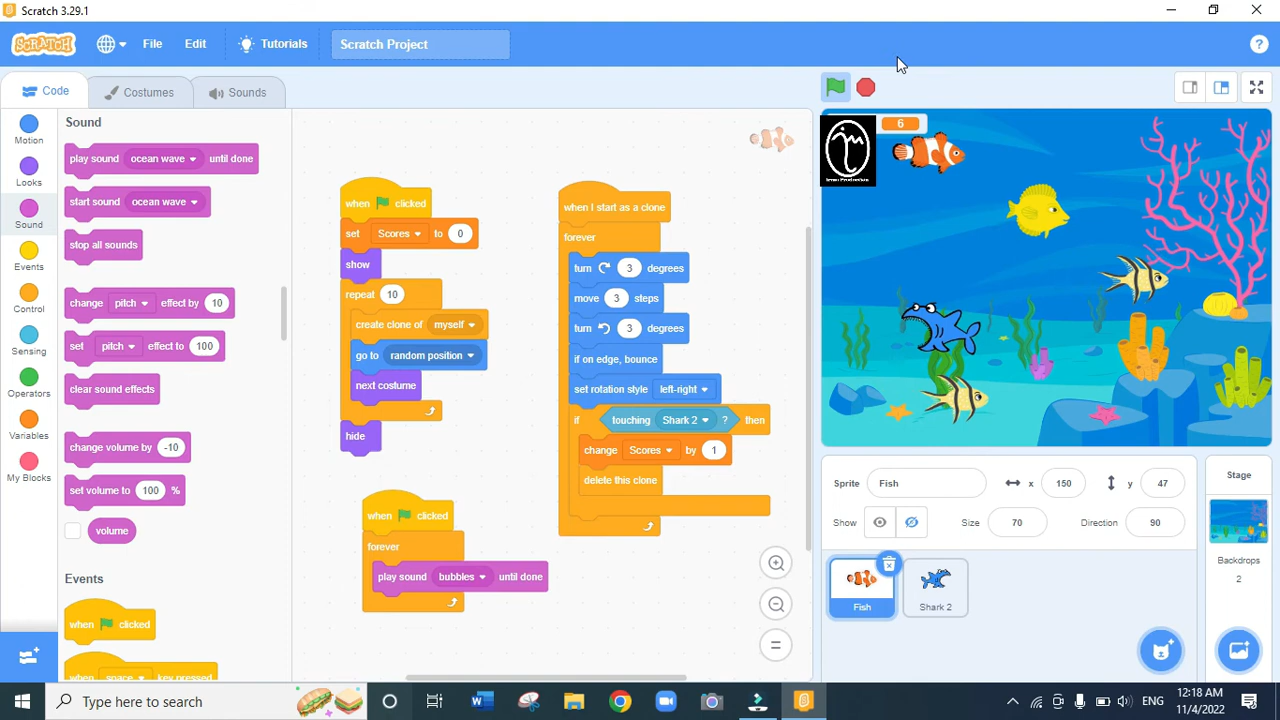 Scratch 3.29.1
SCRATCH File Edit Tutorials Scratch Project ?
Code Costumes Sounds
Motion
Looks
Sound
Events
Control
Sensing
Operators
Variables
My Blocks
Sound
play sound ocean wave until done
start sound ocean wave
stop all sounds
change pitch effect by 10
set pitch effect to 100
clear sound effects
change volume by -10
set volume to 100 %
volume
Events
when clicked
when space key pressed
when clicked
set Scores to 0
show
repeat 10
create clone of myself
go to random position
next costume
hide
when clicked
forever
play sound bubbles until done
when I start as a clone
forever
turn 3 degrees
move 3 steps
turn 3 degrees
if on edge, bounce
set rotation style left-right
if touching Shark 2 ? then
change Scores by 1
delete this clone
6
Sprite Fish x 150 y 47
Show Size 70 Direction 90
Fish
Shark 2
Stage
Backdrops
2
Type here to search
ENG
12:18 AM
11/4/2022